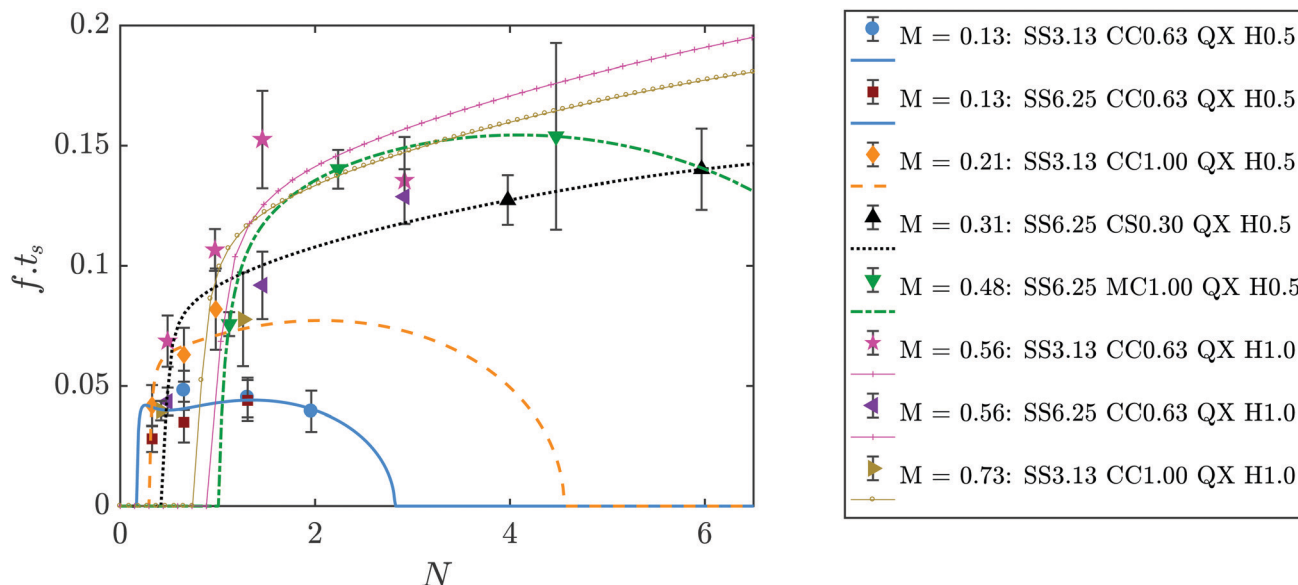 0.2
0.15
0.1
0.05
0
f.t_s
0 2 4 6
N
M = 0.13: SS3.13 CC0.63 QX H0.5
M = 0.13: SS6.25 CC0.63 QX H0.5
M = 0.21: SS3.13 CC1.00 QX H0.5
M = 0.31: SS6.25 CS0.30 QX H0.5
M = 0.48: SS6.25 MC1.00 QX H0.5
M = 0.56: SS3.13 CC0.63 QX H1.0
M = 0.56: SS6.25 CC0.63 QX H1.0
M = 0.73: SS3.13 CC1.00 QX H1.0